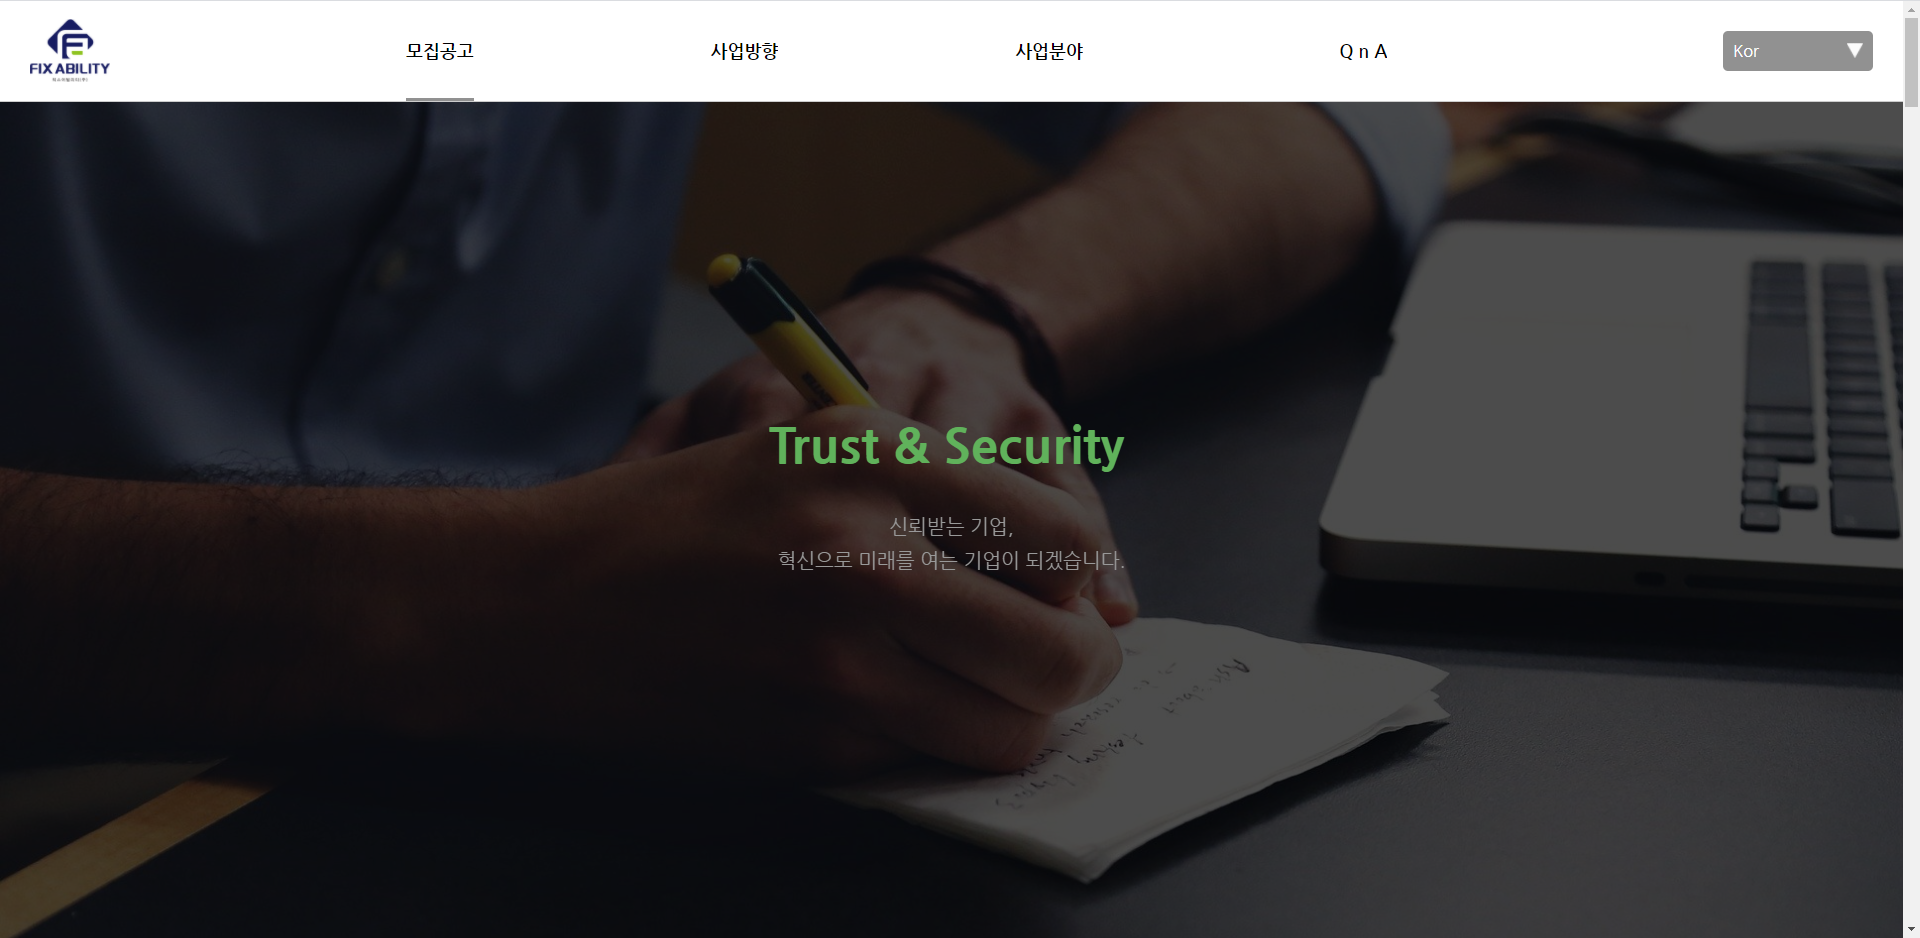 FIX ABILITY
모집공고
사업방향
사업분야
Q n A
Kor
Trust & Security
신뢰받는 기업,
혁신으로 미래를 여는 기업이 되겠습니다.